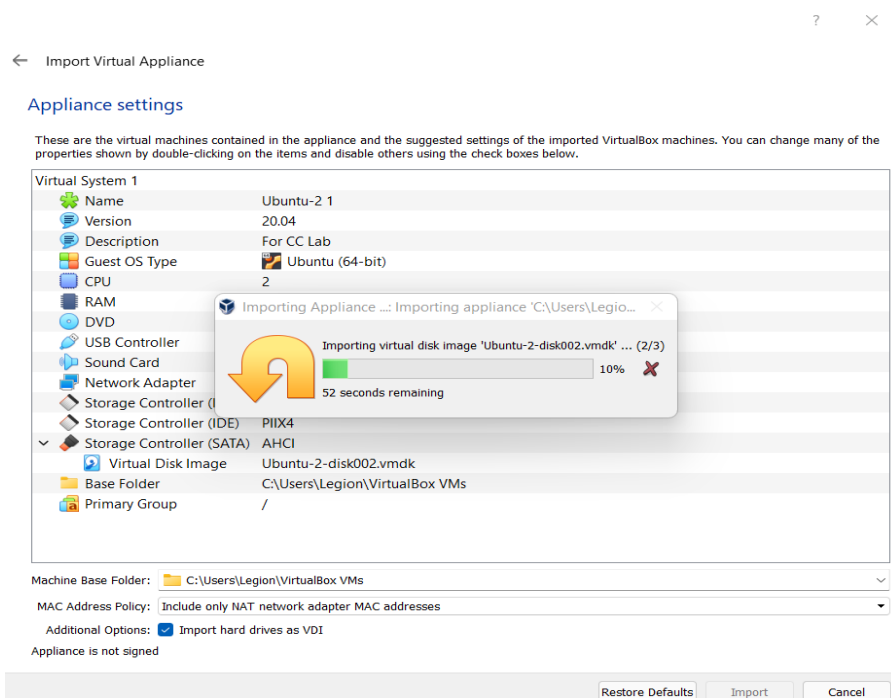 Import Virtual Appliance
Appliance settings
These are the virtual machines contained in the appliance and the suggested settings of the imported VirtualBox machines. You can change many of the
properties shown by double-clicking on the items and disable others using the check boxes below.
Virtual System 1
Name Ubuntu-2 1
Version 20.04
Description For CC Lab
Guest OS Type Ubuntu (64-bit)
CPU 2
RAM
DVD
USB Controller
Sound Card
Network Adapter
Storage Controller (
Storage Controller (IDE) PIIX4
Storage Controller (SATA) AHCI
Virtual Disk Image Ubuntu-2-disk002.vmdk
Base Folder C:\Users\Legion\VirtualBox VMs
Primary Group /
Importing Appliance ...: Importing appliance 'C:\Users\Legio...
Importing virtual disk image 'Ubuntu-2-disk002.vmdk' ... (2/3)
10%
52 seconds remaining
Machine Base Folder: C:\Users\Legion\VirtualBox VMs
MAC Address Policy: Include only NAT network adapter MAC addresses
Additional Options: Import hard drives as VDI
Appliance is not signed
Restore Defaults Import Cancel